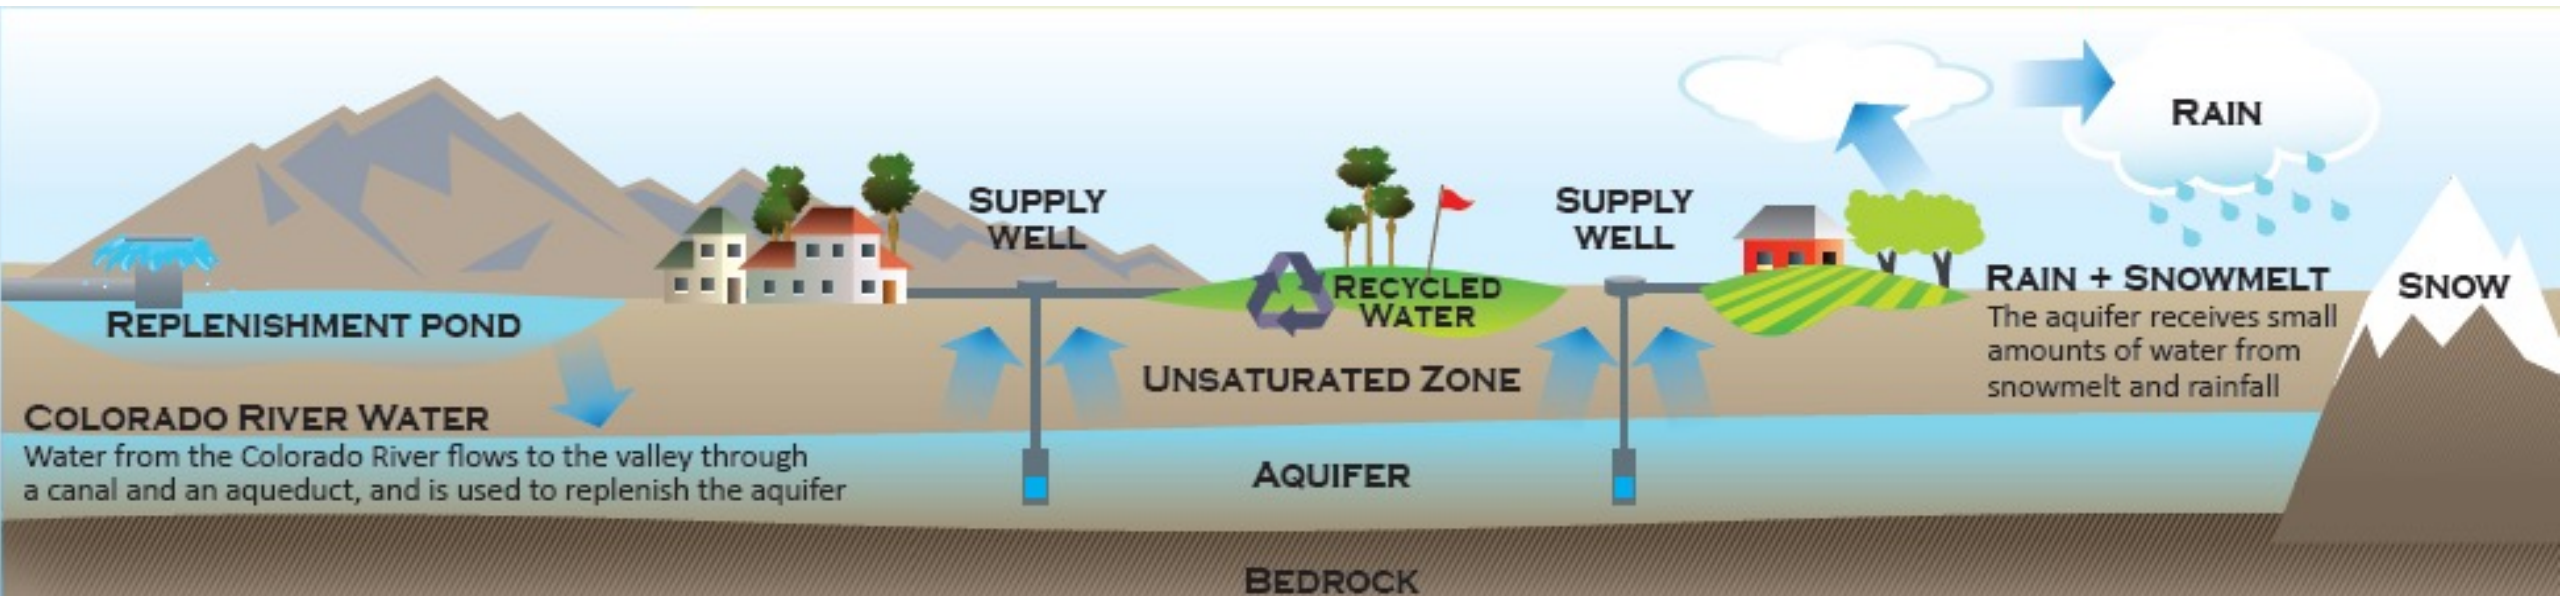 REPLENISHMENT POND
COLORADO RIVER WATER
Water from the Colorado River flows to the valley through
a canal and an aqueduct, and is used to replenish the aquifer
SUPPLY
WELL
RECYCLED
WATER
UNSATURATED ZONE
AQUIFER
BEDROCK
SUPPLY
WELL
RAIN
RAIN + SNOWMELT
The aquifer receives small
amounts of water from
snowmelt and rainfall
SNOW